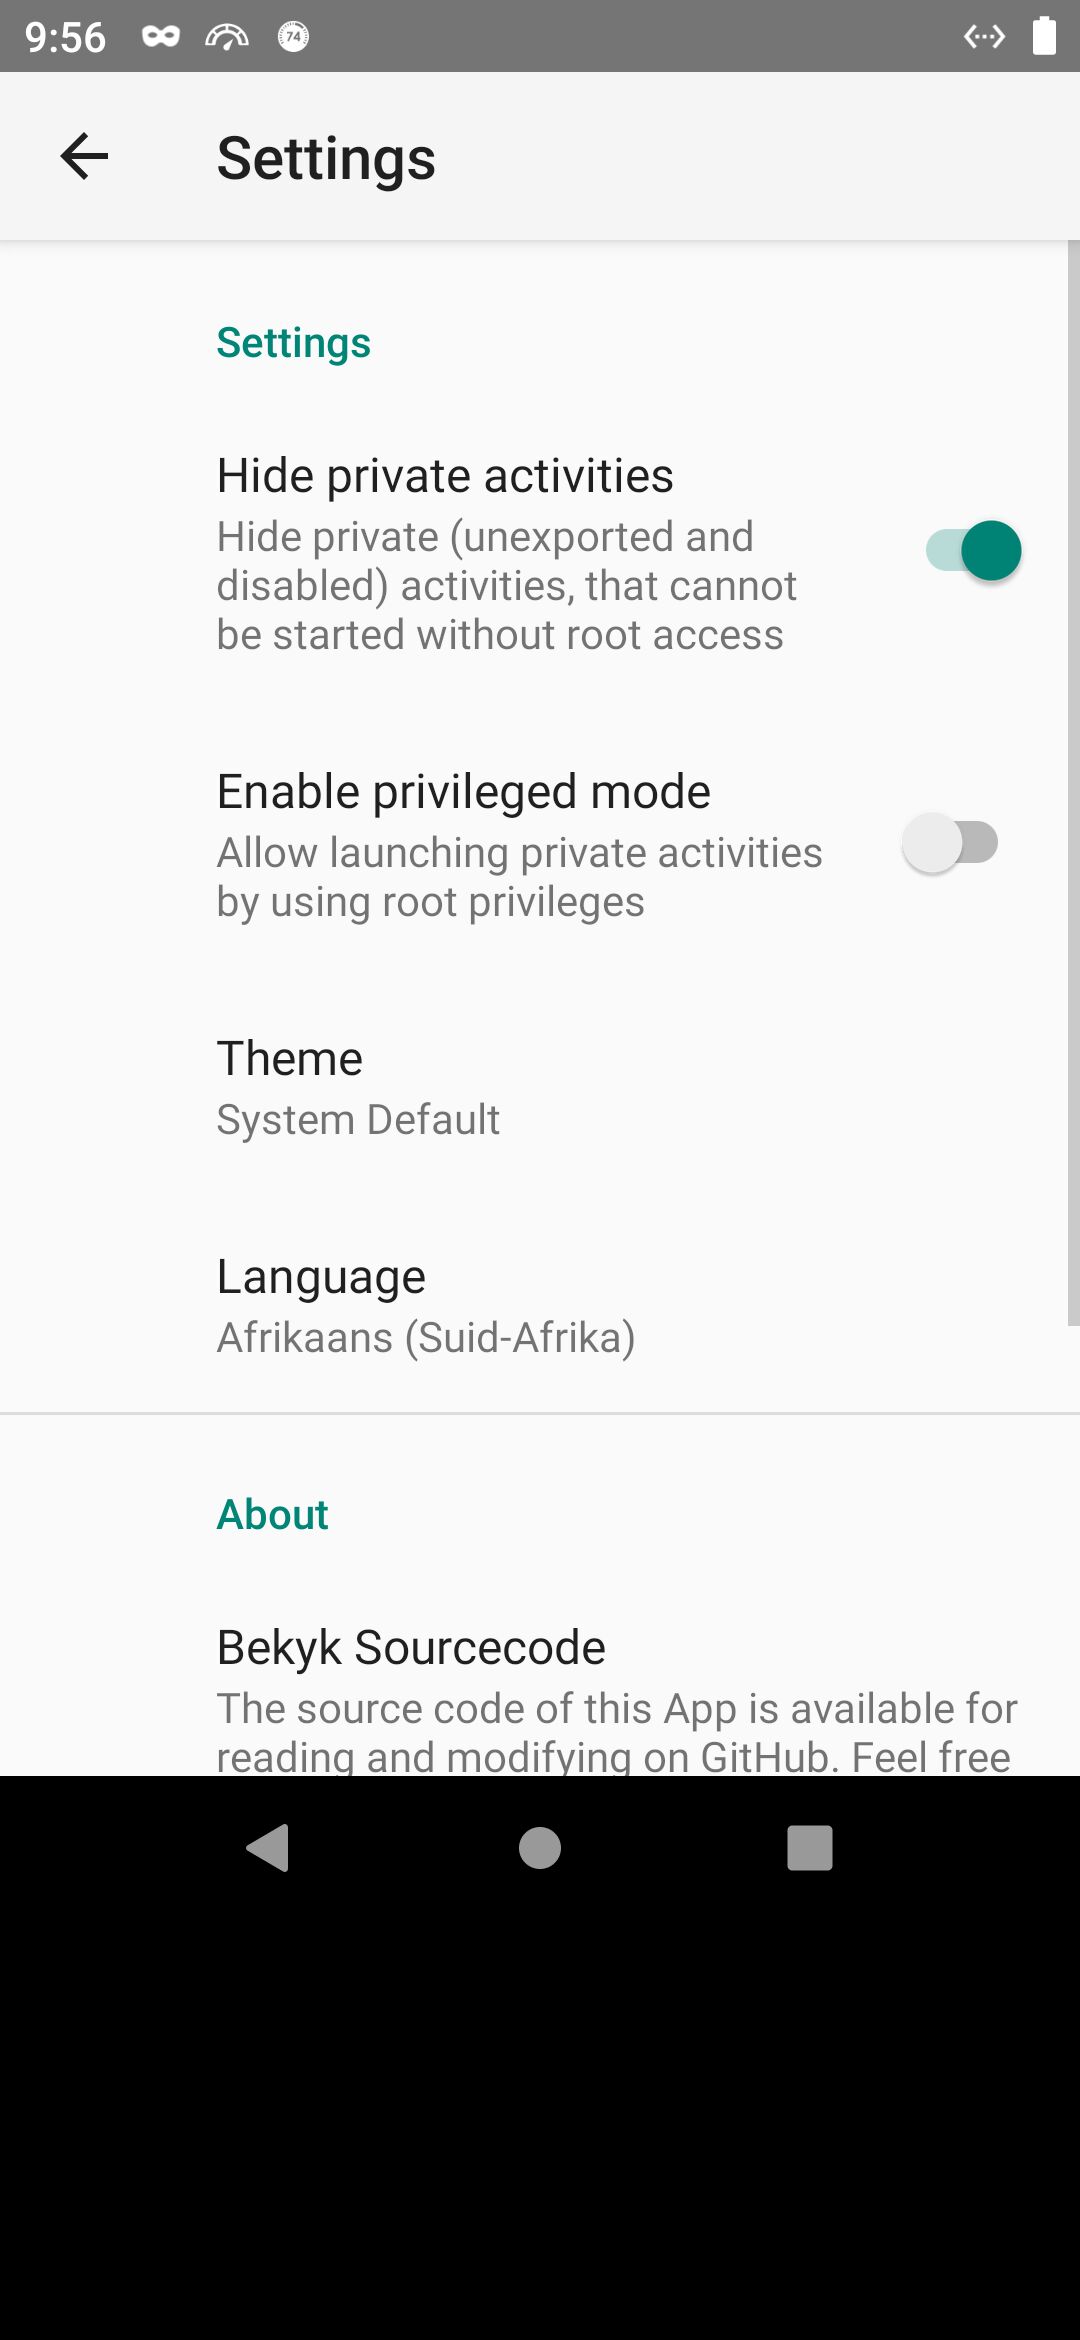 9:56
74
Settings
Settings
Hide private activities
Hide private (unexported and
disabled) activities, that cannot
be started without root access
Enable privileged mode
Allow launching private activities
by using root privileges
Theme
System Default
Language
Afrikaans (Suid-Afrika)
About
Bekyk Sourcecode
The source code of this App is available for
reading and modifying on GitHub. Feel free